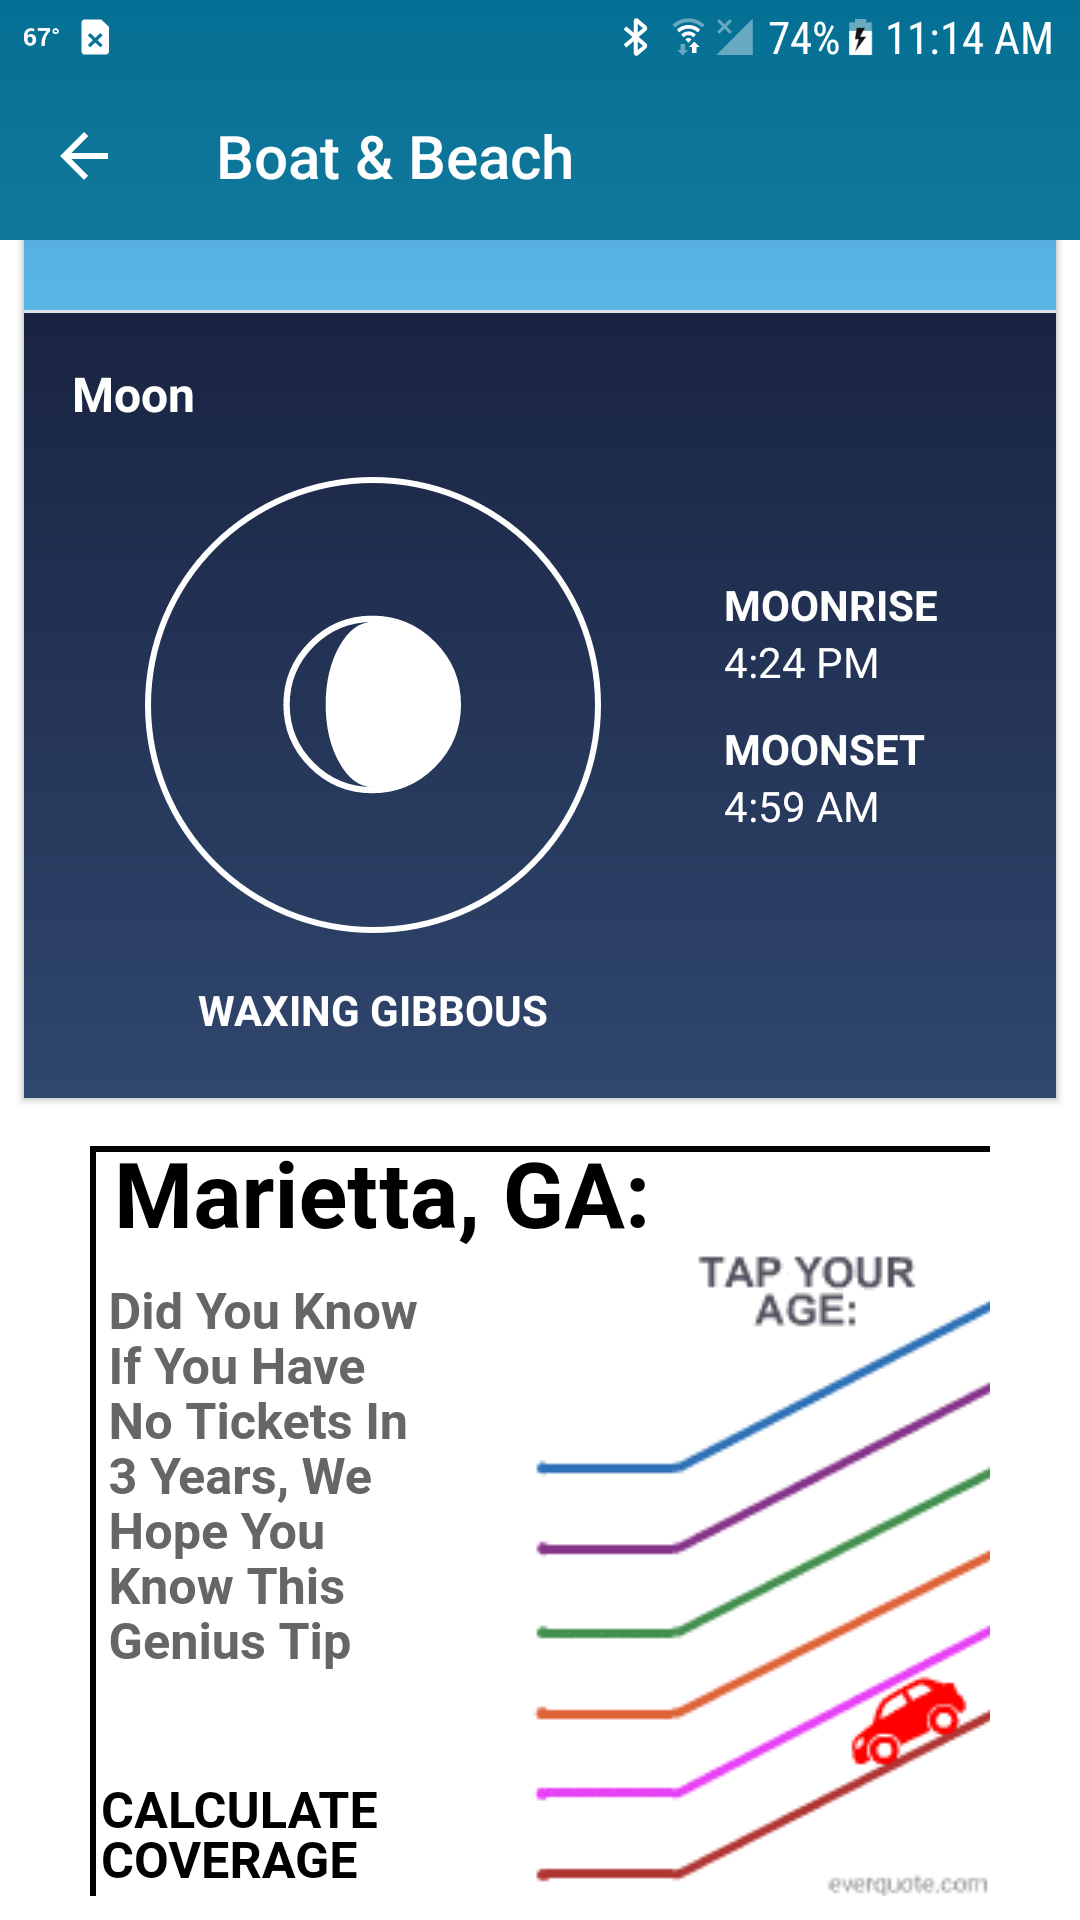 67°
74% 11:14 AM
Boat & Beach
Moon
MOONRISE
4:24 PM
MOONSET
4:59 AM
WAXING GIBBOUS
Marietta, GA:
TAP YOUR
AGE:
Did You Know
If You Have
No Tickets In
3 Years, We
Hope You
Know This
Genius Tip
CALCULATE
COVERAGE
everquote.com